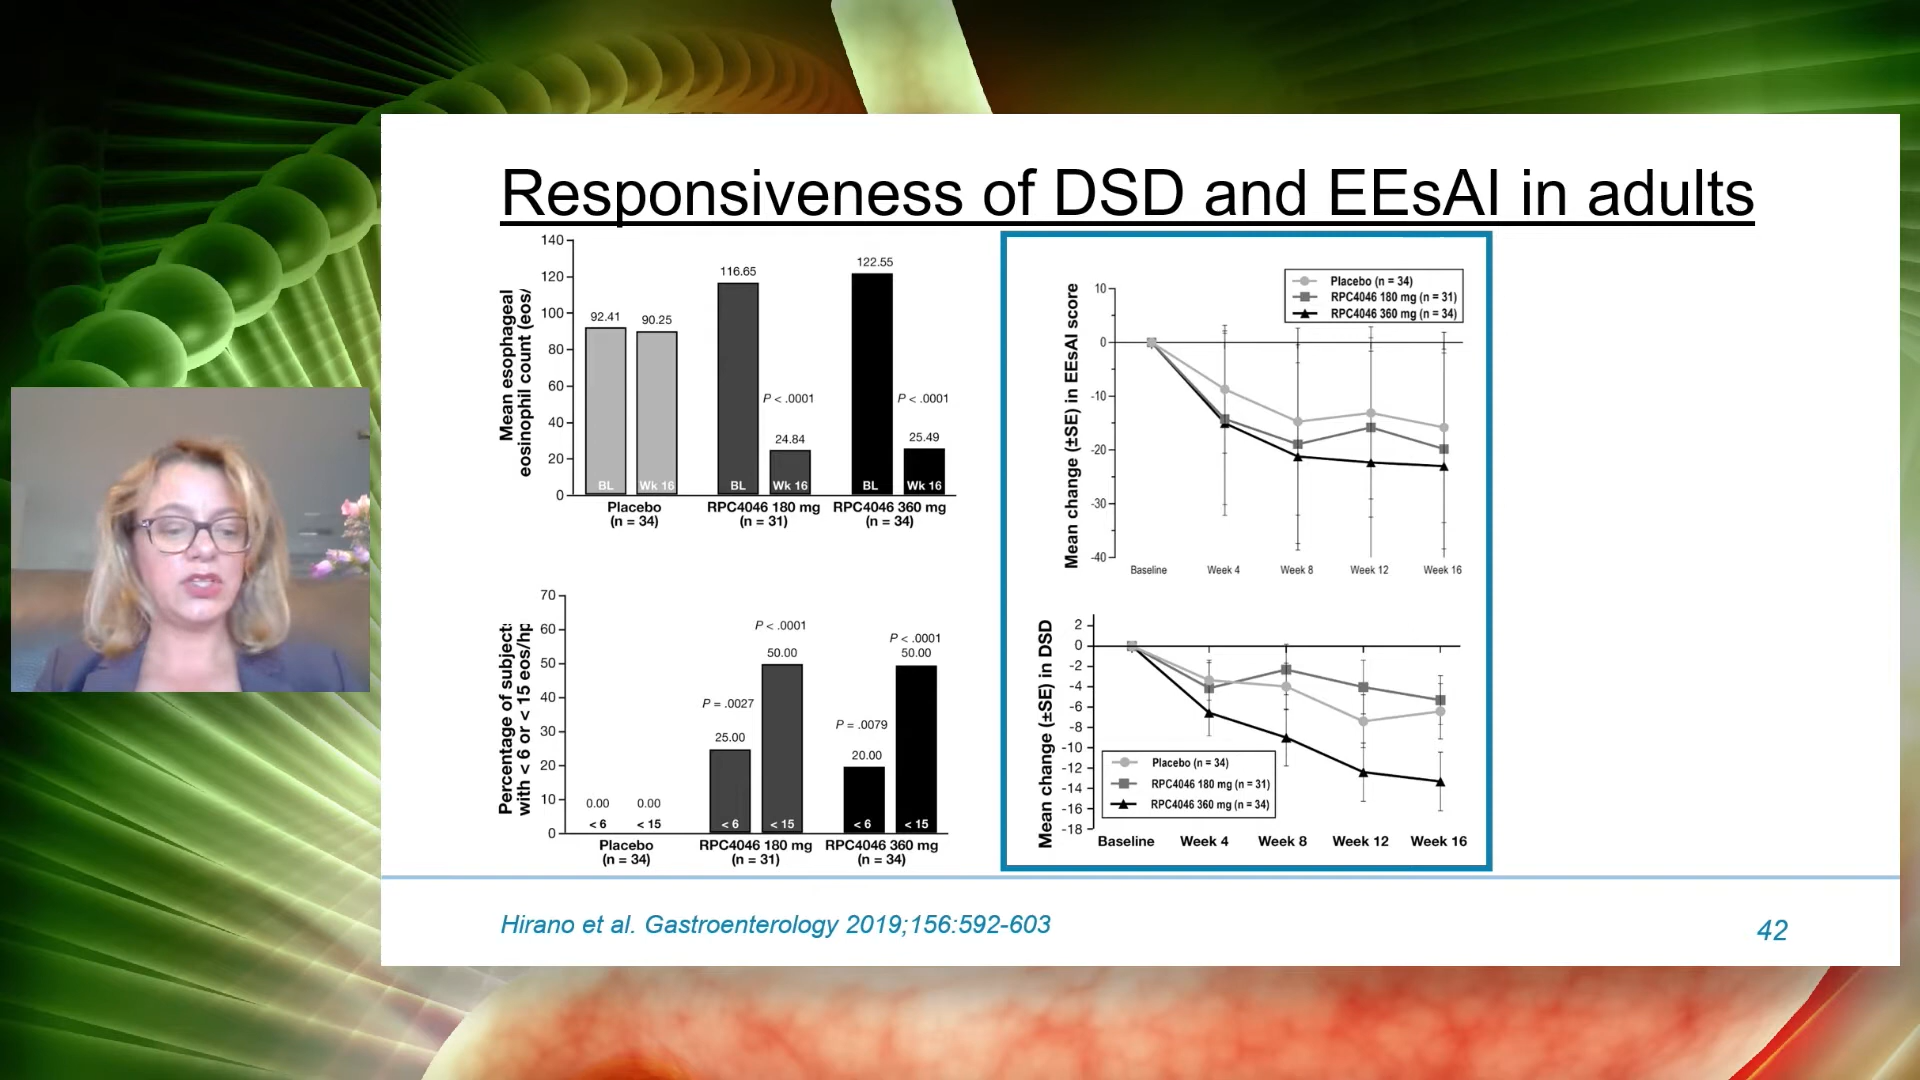 Responsiveness of DSD and EEsAI in adults
Mean esophageal
eosinophil count (eos/
140
120
100
80
60
40
20
0
92.41
90.25
116.65
P < .0001
24.84
122.55
P < .0001
25.49
BL
Wk 16
BL
Wk 16
BL
Wk 16
Placebo
(n = 34)
RPC4046 180 mg
(n = 31)
RPC4046 360 mg
(n = 34)
Percentage of subject
with < 6 or < 15 eos/hp
70
60
50
40
30
20
10
0
0.00
0.00
P = .0027
25.00
P < .0001
50.00
P = .0079
20.00
P < .0001
50.00
< 6
< 15
< 6
< 15
< 6
< 15
Placebo
(n = 34)
RPC4046 180 mg
(n = 31)
RPC4046 360 mg
(n = 34)
Mean change (±SE) in EEsAI score
10
0
-10
-20
-30
-40
Placebo (n = 34)
RPC4046 180 mg (n = 31)
RPC4046 360 mg (n = 34)
Baseline
Week 4
Week 8
Week 12
Week 16
Mean change (±SE) in DSD
2
0
-2
-4
-6
-8
-10
-12
-14
-16
-18
Placebo (n = 34)
RPC4046 180 mg (n = 31)
RPC4046 360 mg (n = 34)
Baseline
Week 4
Week 8
Week 12
Week 16
Hirano et al. Gastroenterology 2019;156:592-603
42